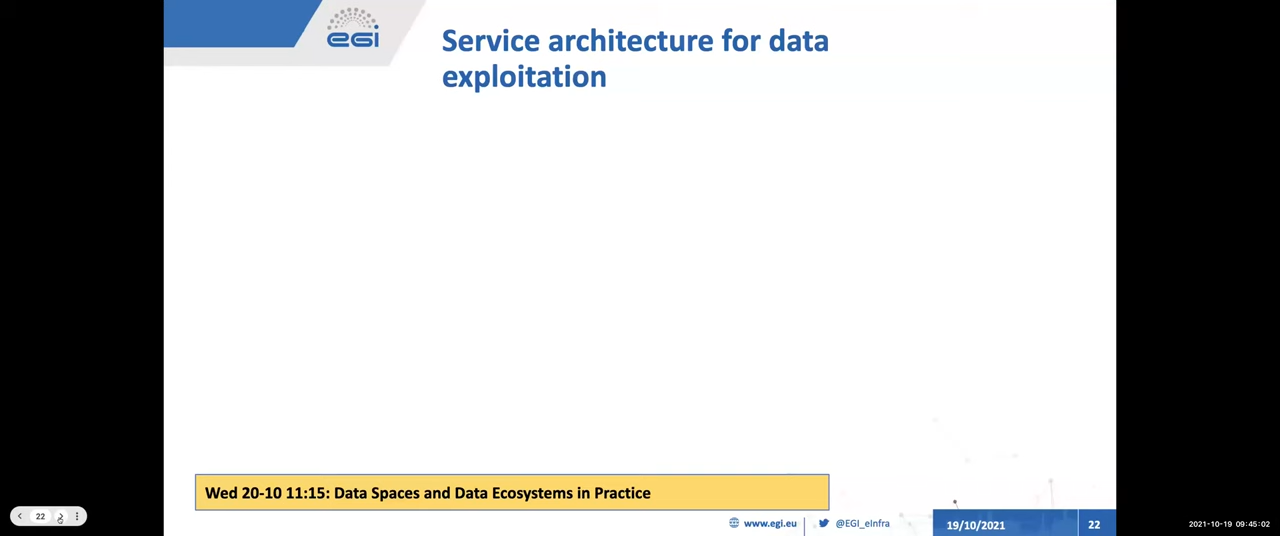 egi
Service architecture for data
exploitation
Wed 20-10 11:15: Data Spaces and Data Ecosystems in Practice
22
www.egi.eu
@EGI_eInfra
19/10/2021
22
2021-10-19 09:45:02